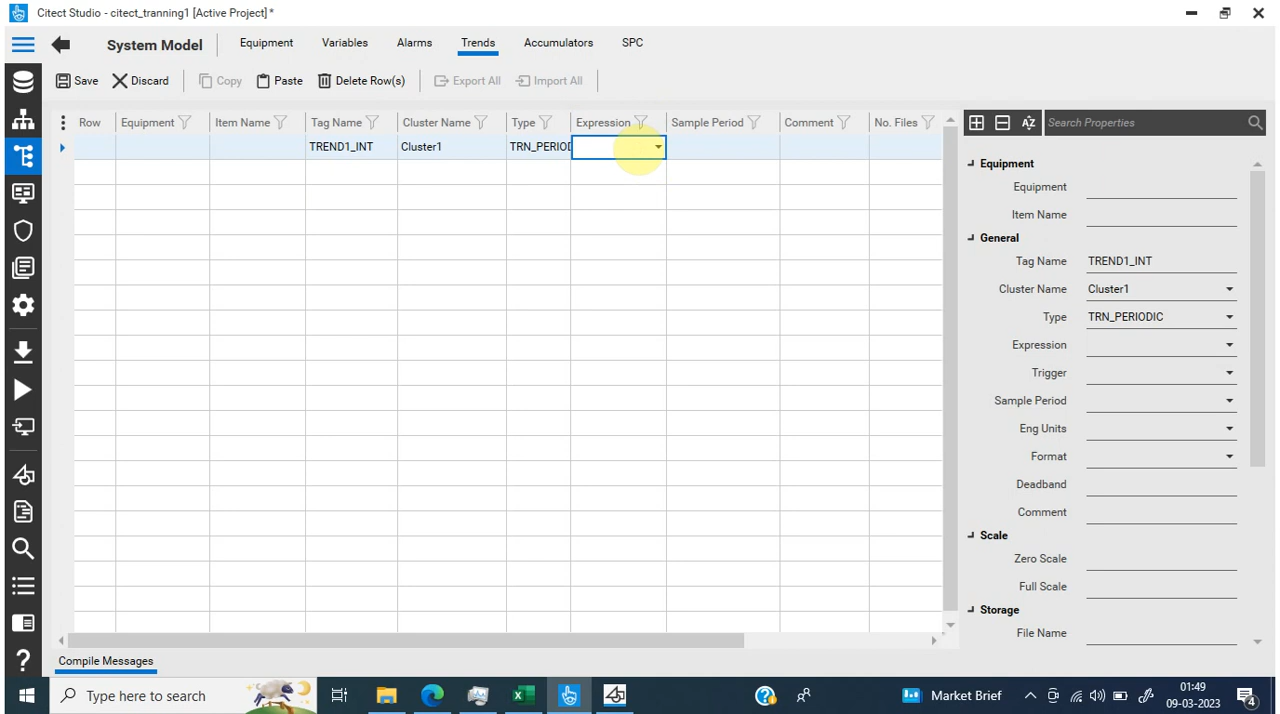 Citect Studio - citect_tranning1 [Active Project]*
System Model Equipment Variables Alarms Trends Accumulators SPC
Save Discard Copy Paste Delete Row(s) Export All Import All
Row Equipment Item Name Tag Name Cluster Name Type Expression Sample Period Comment No. Files
TREND1_INT Cluster1 TRN_PERIOD
Search Properties
Equipment
Equipment
Item Name
General
Tag Name TREND1_INT
Cluster Name Cluster1
Type TRN_PERIODIC
Expression
Trigger
Sample Period
Eng Units
Format
Deadband
Comment
Scale
Zero Scale
Full Scale
Storage
File Name
Compile Messages
Type here to search
Market Brief
01:49
09-03-2023
4